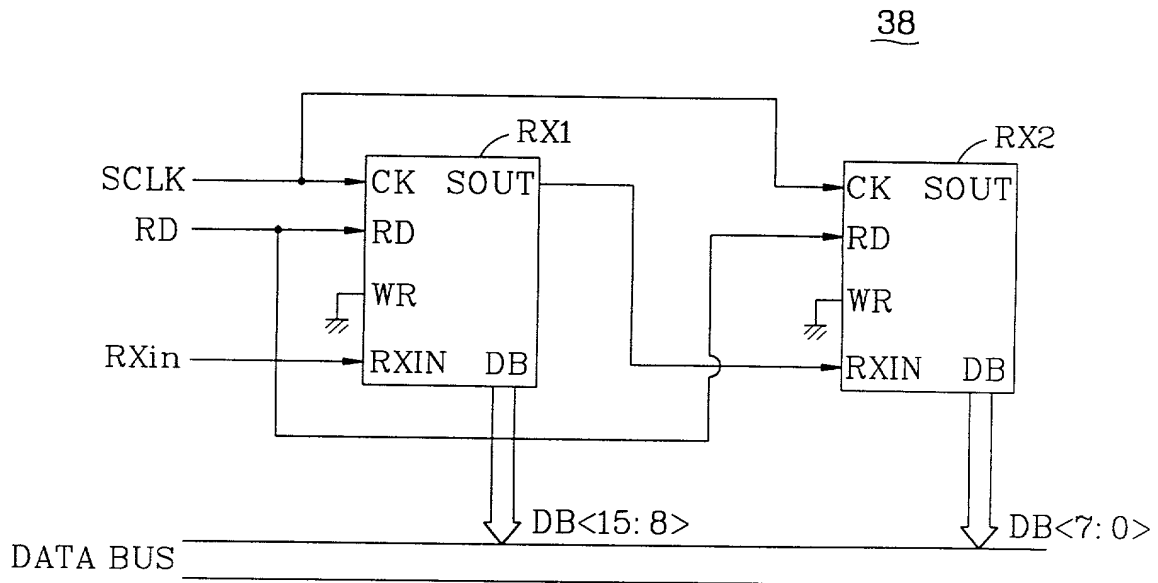 38
RX1
RX2
SCLK
CK SOUT
CK SOUT
RD
RD
RD
WR
WR
RXin
RXIN DB
RXIN DB
DB<15:8>
DB<7:0>
DATA BUS